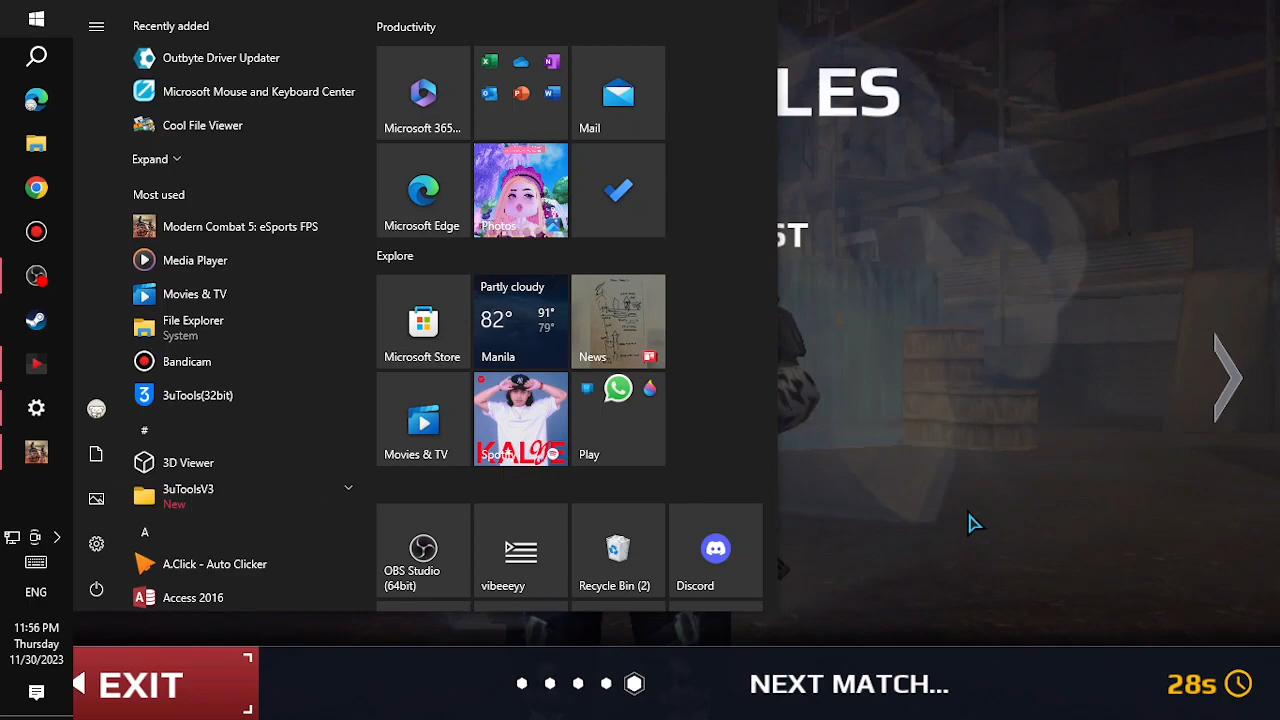 Recently added
Outbyte Driver Updater
Microsoft Mouse and Keyboard Center
Cool File Viewer
Expand
Most used
Modern Combat 5: eSports FPS
Media Player
Movies & TV
File Explorer
System
Bandicam
3uTools(32bit)
#
3D Viewer
3uToolsV3
New
A
A.Click - Auto Clicker
Access 2016
Productivity
Microsoft 365...
Mail
Microsoft Edge
Photos
Explore
Microsoft Store
Partly cloudy
82° 91°
79°
Manila
News
Movies & TV
Spotify
Play
OBS Studio
(64bit)
vibeeeyy
Recycle Bin (2)
Discord
LES
ST
ENG
11:56 PM
Thursday
11/30/2023
EXIT
NEXT MATCH...
28s